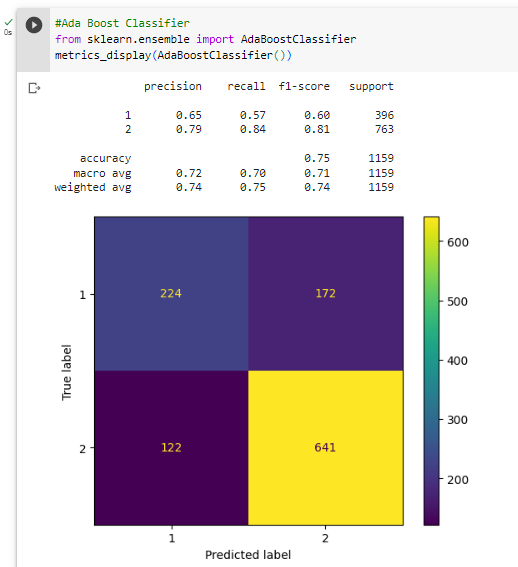 #Ada Boost Classifier
from sklearn.ensemble import AdaBoostClassifier
metrics_display(AdaBoostClassifier())
0s
precision recall f1-score support
1 0.65 0.57 0.60 396
2 0.79 0.84 0.81 763
accuracy 0.75 1159
macro avg 0.72 0.70 0.71 1159
weighted avg 0.74 0.75 0.74 1159
600
1 224 172
500
400
True label
300
2 122 641
200
1 2
Predicted label